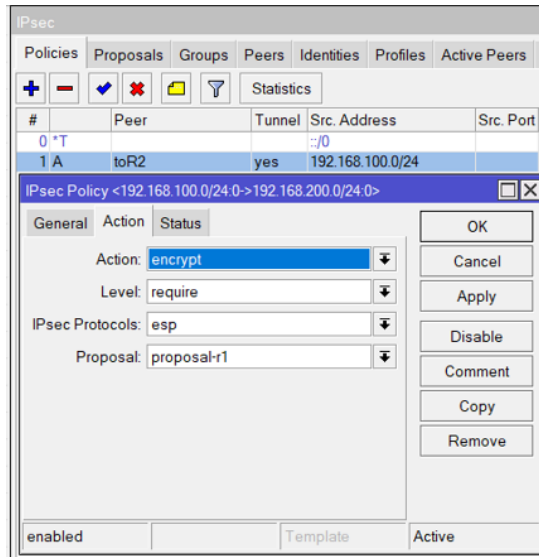 IPsec
Policies Proposals Groups Peers Identities Profiles Active Peers
Statistics
# Peer Tunnel Src. Address Src. Port
0 *T ::/0
1 A toR2 yes 192.168.100.0/24
IPsec Policy <192.168.100.0/24:0->192.168.200.0/24:0>
General Action Status
OK
Action: encrypt
Cancel
Level: require
Apply
IPsec Protocols: esp
Disable
Proposal: proposal-r1
Comment
Copy
Remove
enabled Template Active